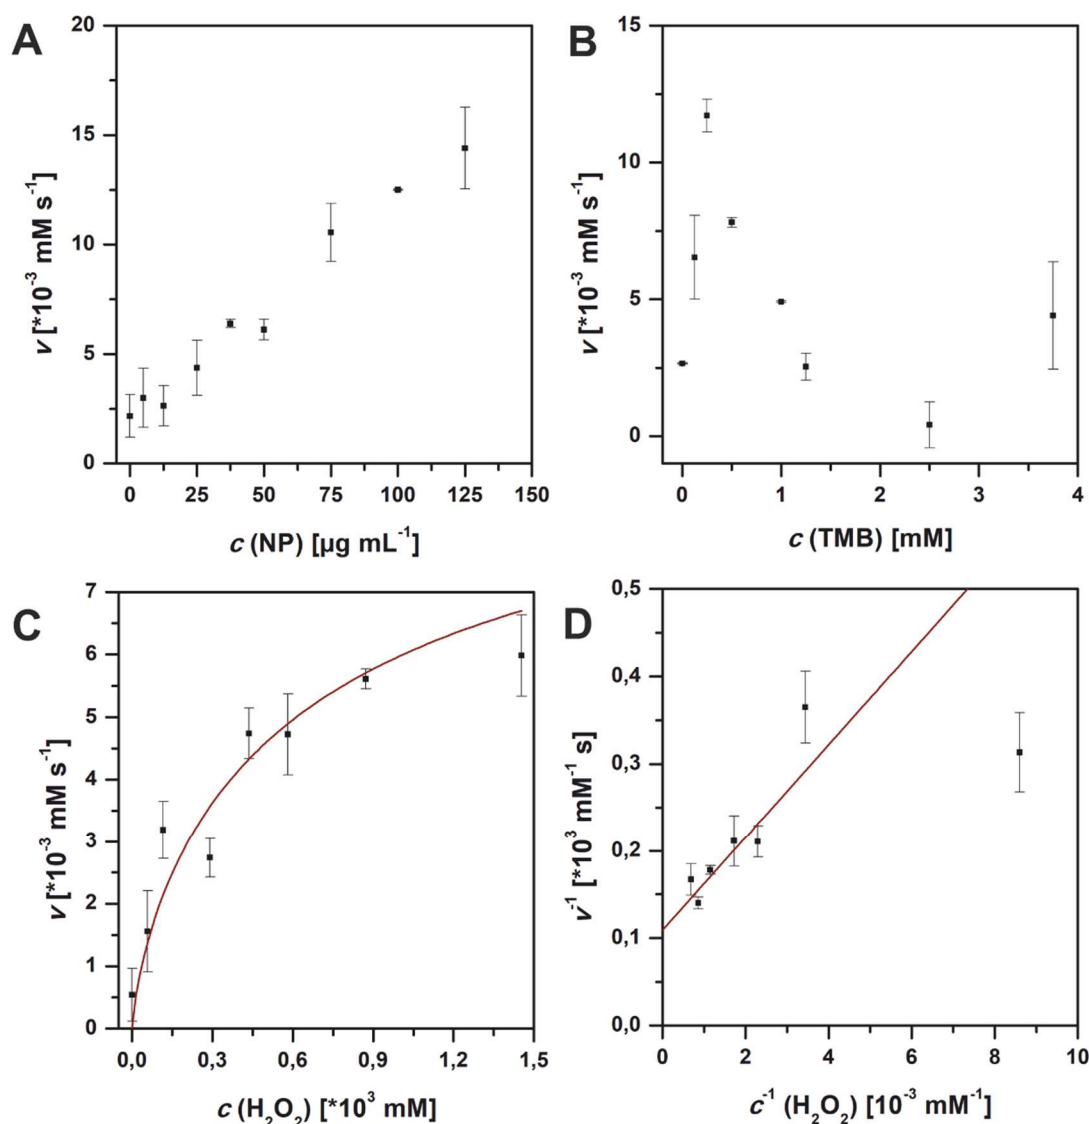 A
20
15
10
5
0
v [*10⁻³ mM s⁻¹]
0 25 50 75 100 125 150
c (NP) [µg mL⁻¹]
B
15
10
5
0
v [*10⁻³ mM s⁻¹]
0 1 2 3 4
c (TMB) [mM]
C
7
6
5
4
3
2
1
0
v [*10⁻³ mM s⁻¹]
0,0 0,3 0,6 0,9 1,2 1,5
c (H₂O₂) [*10³ mM]
D
0,5
0,4
0,3
0,2
0,1
0,0
v⁻¹ [*10³ mM⁻¹ s]
0 2 4 6 8 10
c⁻¹ (H₂O₂) [10⁻³ mM⁻¹]